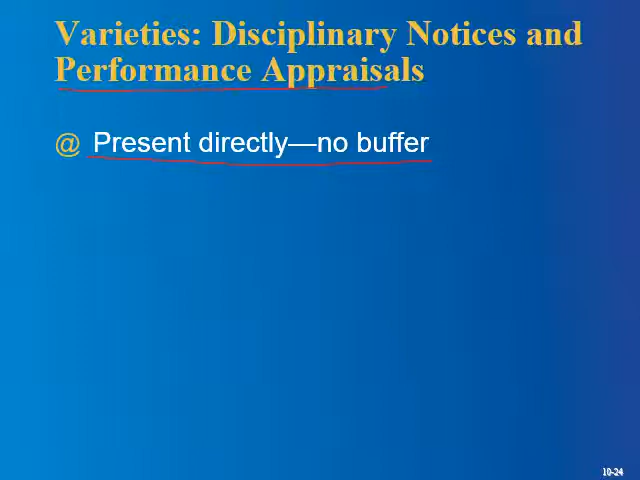 Varieties: Disciplinary Notices and
Performance Appraisals
@ Present directly—no buffer
10-24